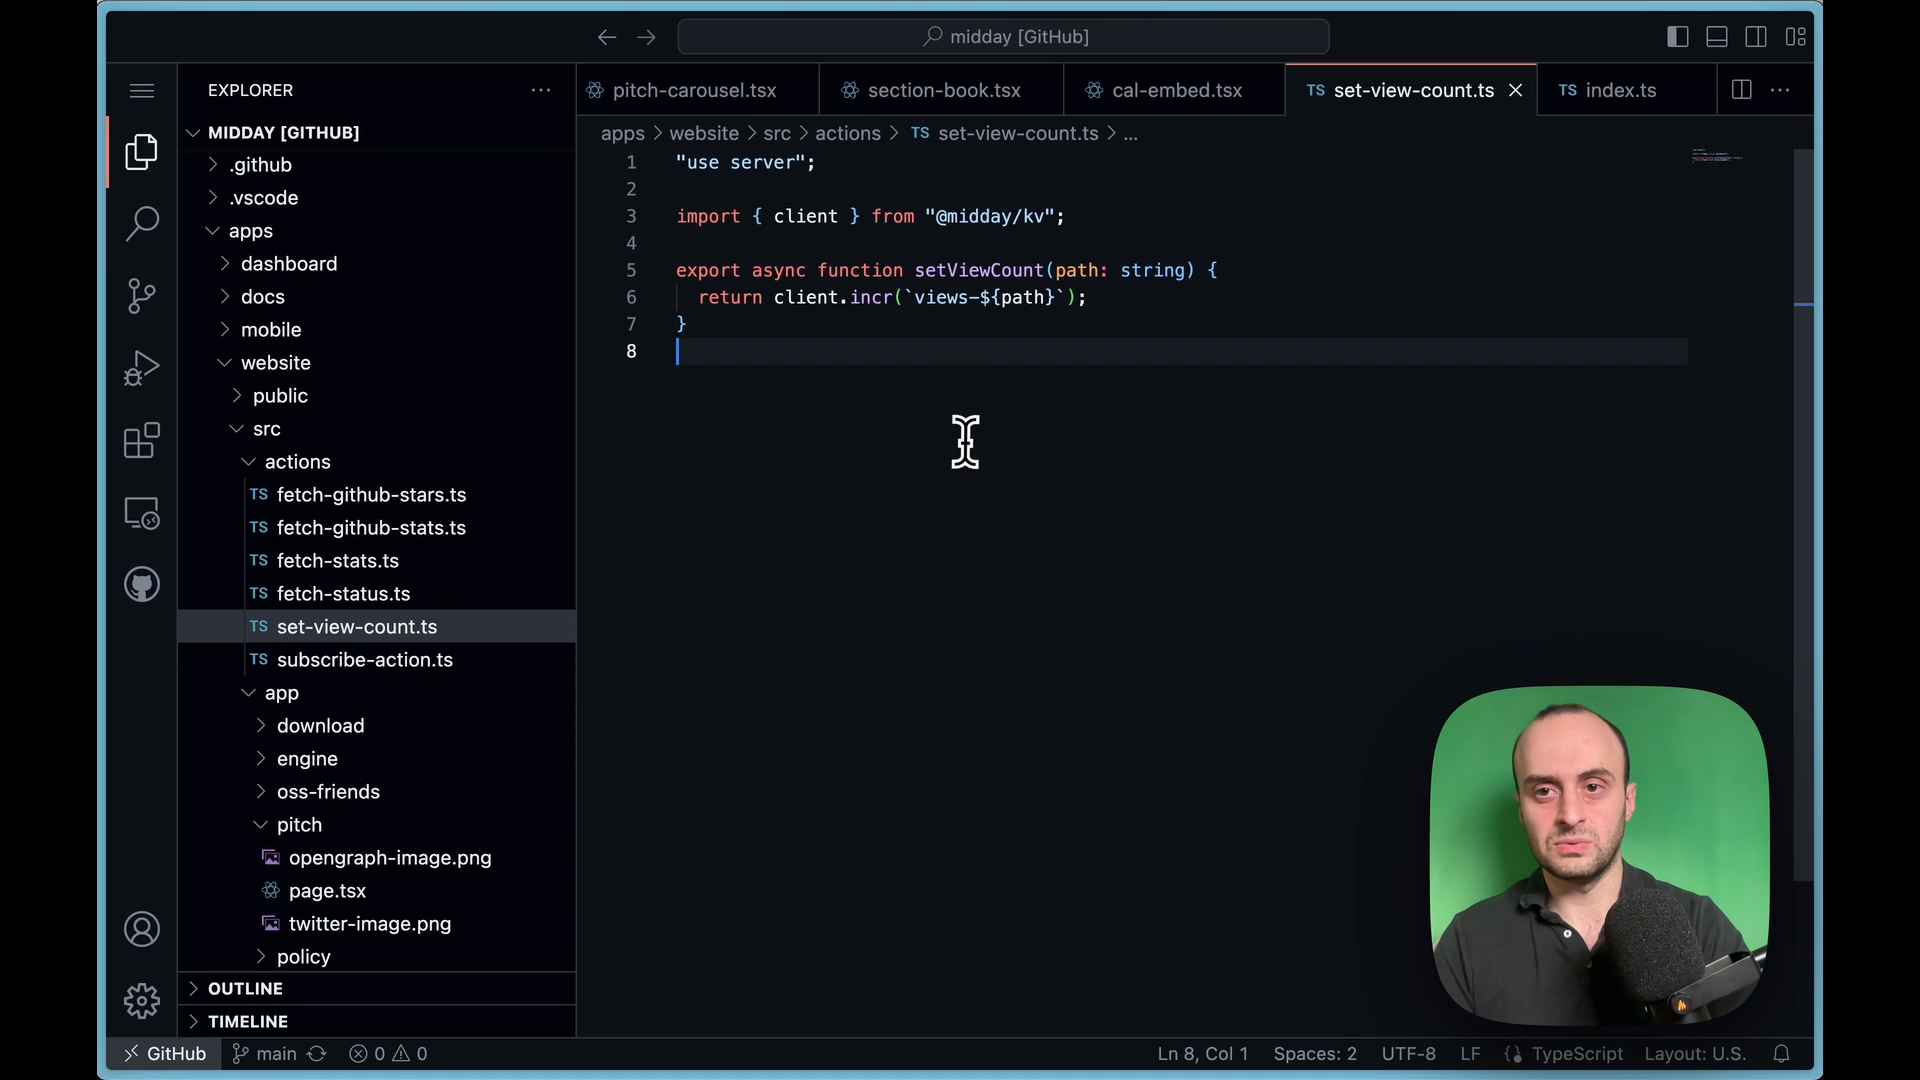 midday [GitHub]
EXPLORER
MIDDAY [GITHUB]
.github
.vscode
apps
dashboard
docs
mobile
website
public
src
actions
TS fetch-github-stars.ts
TS fetch-github-stats.ts
TS fetch-stats.ts
TS fetch-status.ts
TS set-view-count.ts
TS subscribe-action.ts
app
download
engine
oss-friends
pitch
opengraph-image.png
page.tsx
twitter-image.png
policy
OUTLINE
TIMELINE
pitch-carousel.tsx section-book.tsx cal-embed.tsx TS set-view-count.ts TS index.ts
apps > website > src > actions > TS set-view-count.ts > ...
1 "use server";
2
3 import { client } from "@midday/kv";
4
5 export async function setViewCount(path: string) {
6 return client.incr(`views-${path}`);
7 }
8
GitHub main 0 0 Ln 8, Col 1 Spaces: 2 UTF-8 LF TypeScript Layout: U.S.